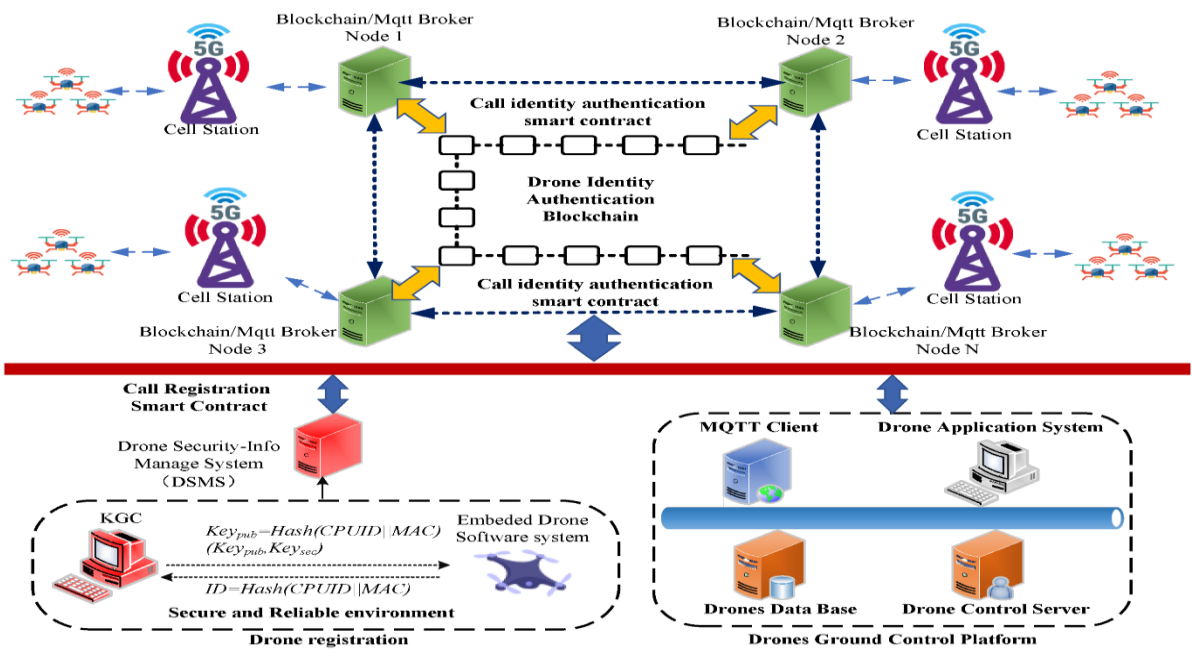 Blockchain/Mqtt Broker
Node 1
Blockchain/Mqtt Broker
Node 2
5G
5G
Cell Station
Cell Station
Call identity authentication
smart contract
Drone Identity
Authentication
Blockchain
5G
5G
Cell Station
Cell Station
Call identity authentication
smart contract
Blockchain/Mqtt Broker
Node 3
Blockchain/Mqtt Broker
Node N
Call Registration
Smart Contract
Drone Security-Info
Manage System
（DSMS）
MQTT Client
Drone Application System
KGC
Key_pub=Hash(CPUID||MAC)
(Key_pub,Key_sec)
Embeded Drone
Software system
ID=Hash(CPUID||MAC)
Secure and Reliable environment
Drone registration
Drones Data Base
Drone Control Server
Drones Ground Control Platform